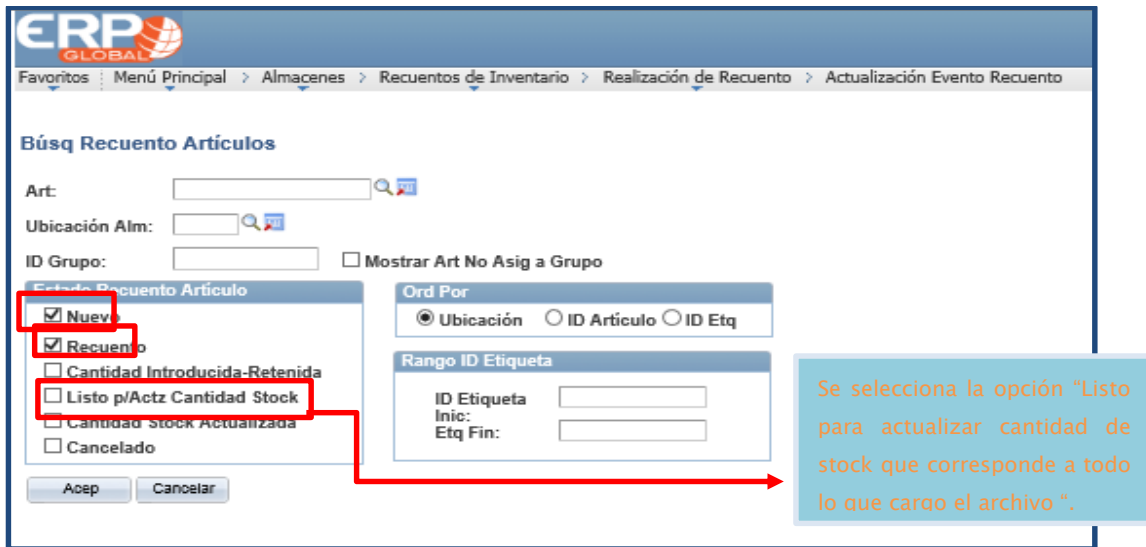 ERP
GLOBAL
Favoritos Menú Principal > Almacenes > Recuentos de Inventario > Realización de Recuento > Actualización Evento Recuento
Búsq Recuento Artículos
Art:
Ubicación Alm:
ID Grupo: Mostrar Art No Asig a Grupo
Estado Recuento Artículo
Nuevo
Recuento
Cantidad Introducida-Retenida
Listo p/Actz Cantidad Stock
Cantidad Stock Actualizada
Cancelado
Ord Por
Ubicación ID Artículo ID Etq
Rango ID Etiqueta
ID Etiqueta
Inic:
Etq Fin:
Acep Cancelar
Se selecciona la opción “Listo
para actualizar cantidad de
stock que corresponde a todo
lo que cargo el archivo “.